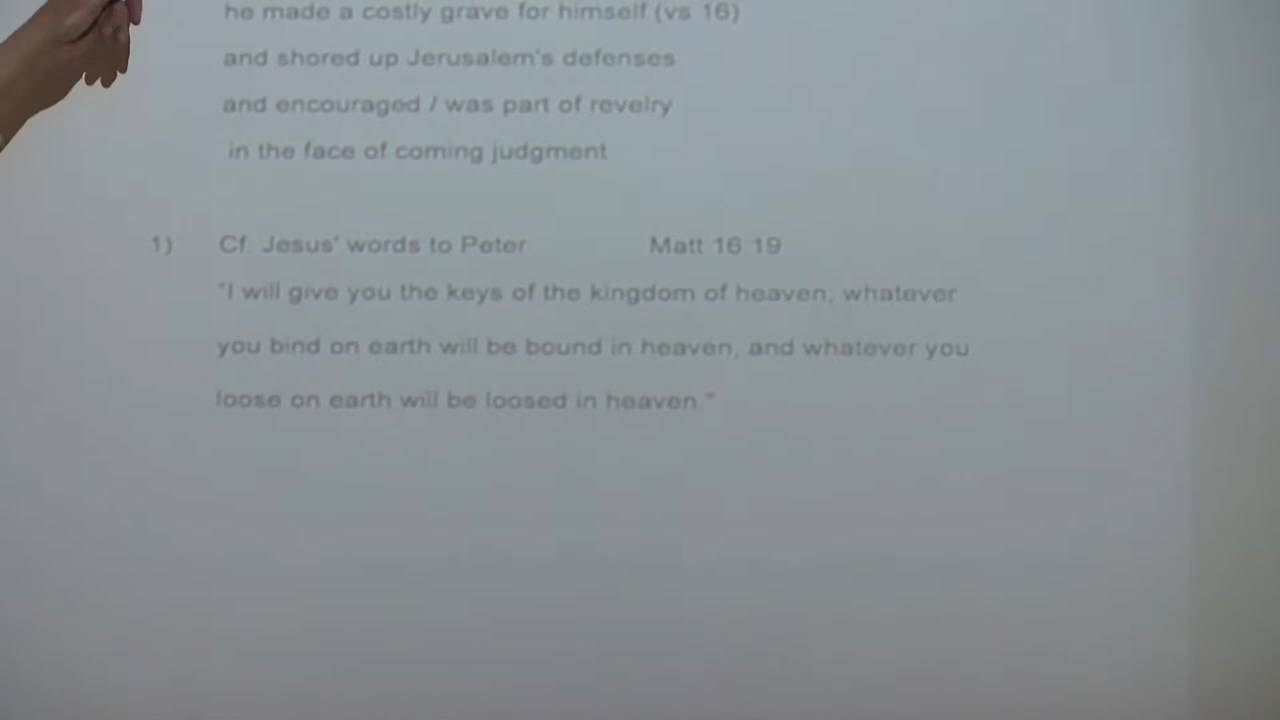 he made a costly grave for himself (vs 16)
and shored up Jerusalem's defenses
and encouraged / was part of revelry
in the face of coming judgment
1) Cf. Jesus' words to Peter Matt 16 19
"I will give you the keys of the kingdom of heaven; whatever
you bind on earth will be bound in heaven, and whatever you
loose on earth will be loosed in heaven."